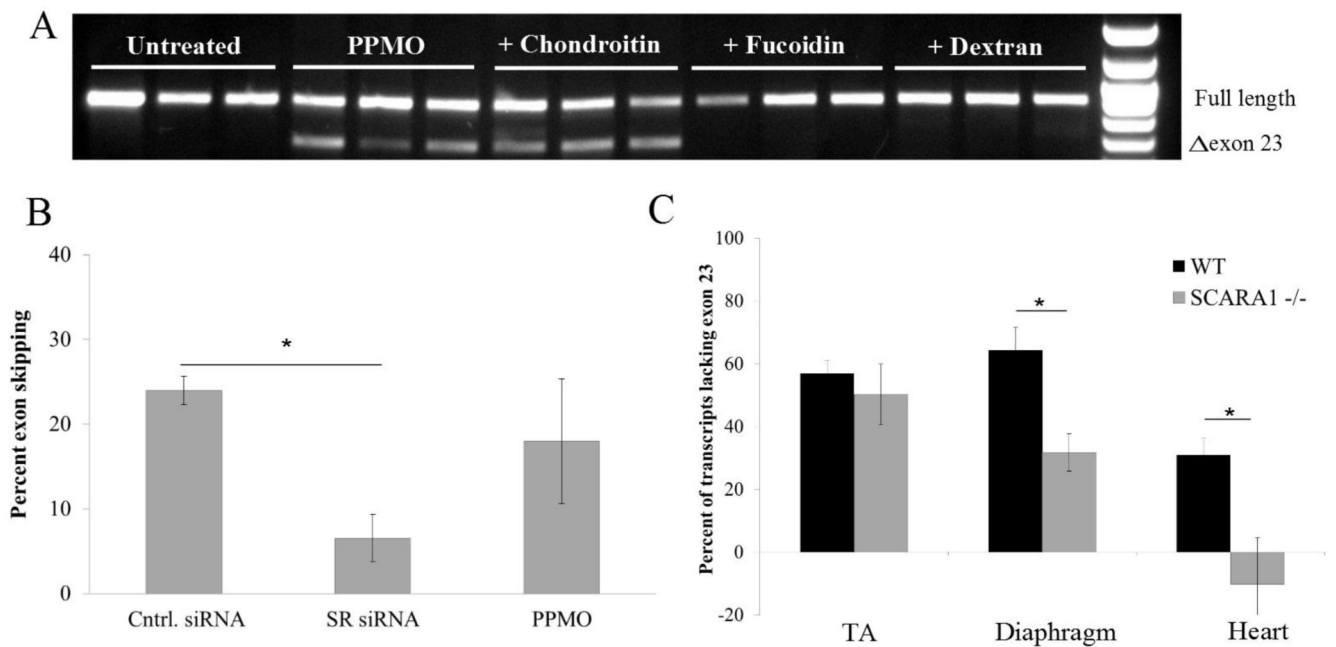 A
Untreated
PPMO
+ Chondroitin
+ Fucoidin
+ Dextran
Full length
Δexon 23
B
Percent exon skipping
40
30
20
10
0
*
Cntrl. siRNA
SR siRNA
PPMO
C
Percent of transcripts lacking exon 23
100
80
60
40
20
0
-20
WT
SCARA1 -/-
*
*
TA
Diaphragm
Heart